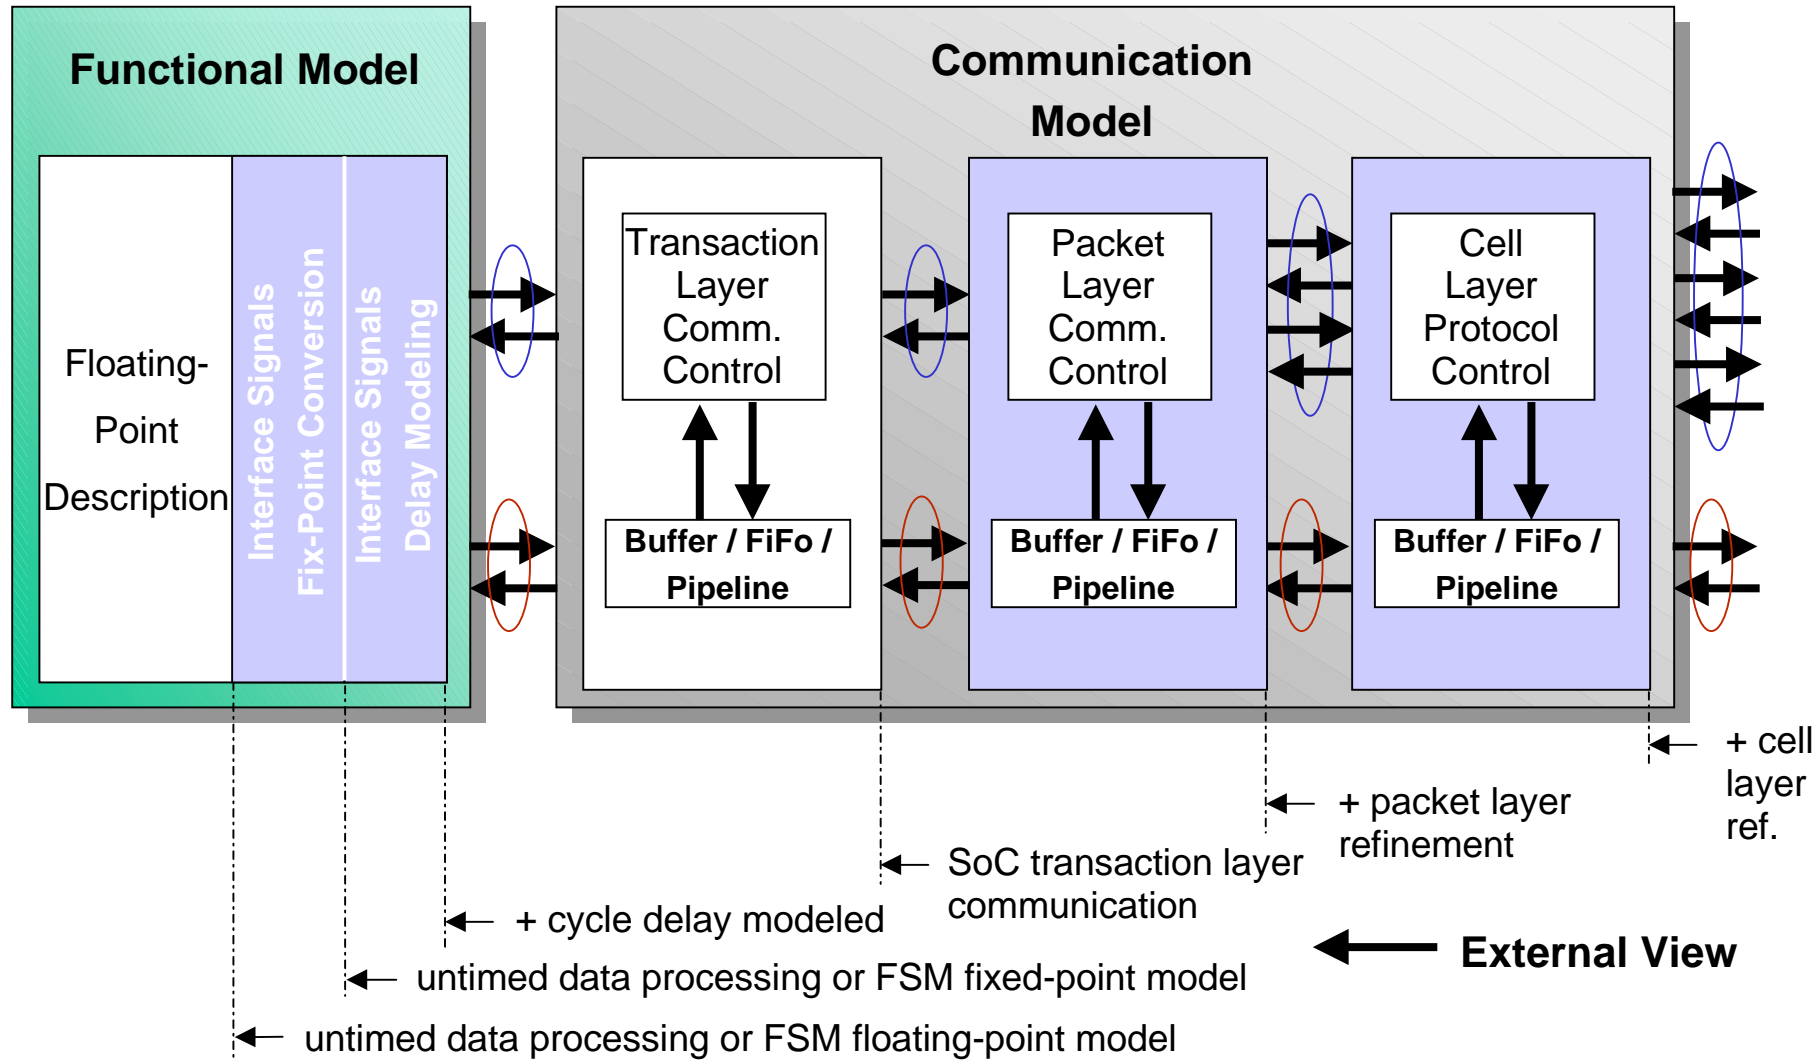 Functional Model
Communication
Model
Floating-
Point
Description
Interface Signals
Fix-Point Conversion
Interface Signals
Delay Modeling
Transaction
Layer
Comm.
Control
Buffer / FiFo /
Pipeline
Packet
Layer
Comm.
Control
Buffer / FiFo /
Pipeline
Cell
Layer
Protocol
Control
Buffer / FiFo /
Pipeline
+ cell
layer
ref.
+ packet layer
refinement
SoC transaction layer
communication
+ cycle delay modeled
External View
untimed data processing or FSM fixed-point model
untimed data processing or FSM floating-point model